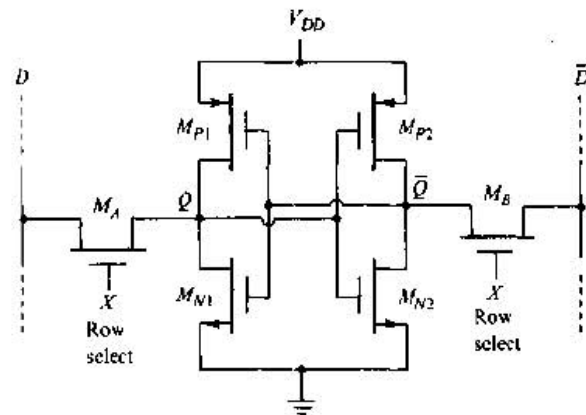 V_DD
D
D̅
M_P1
M_P2
M_A
Q
Q̅
M_B
M_N1
M_N2
X
Row
select
X
Row
select